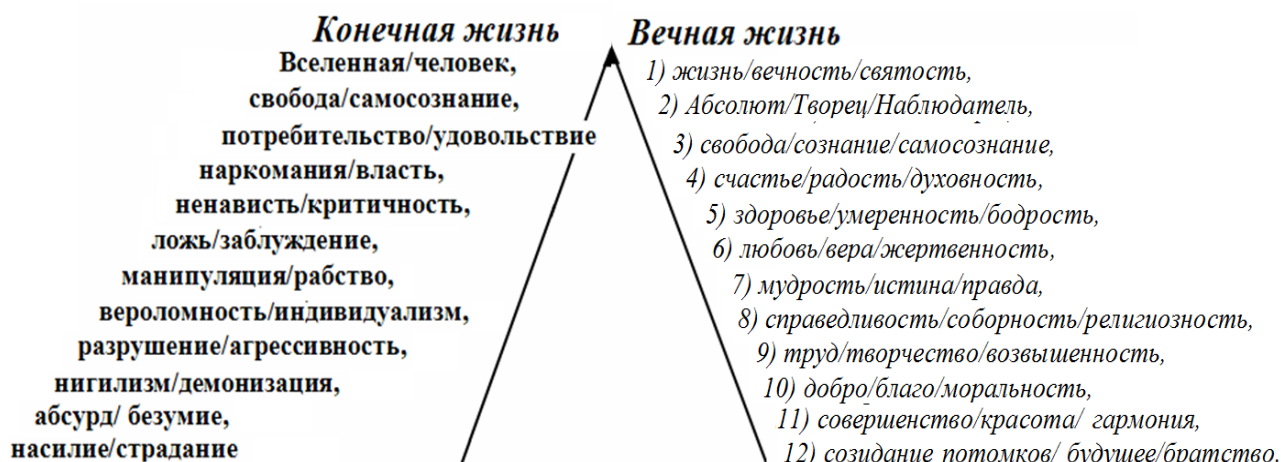 Конечная жизнь
Вселенная/человек,
свобода/самосознание,
потребительство/удовольствие
наркомания/власть,
ненависть/критичность,
ложь/заблуждение,
манипуляция/рабство,
вероломность/индивидуализм,
разрушение/агрессивность,
нигилизм/демонизация,
абсурд/ безумие,
насилие/страдание
Вечная жизнь
1) жизнь/вечность/святость,
2) Абсолют/Творец/Наблюдатель,
3) свобода/сознание/самосознание,
4) счастье/радость/духовность,
5) здоровье/умеренность/бодрость,
6) любовь/вера/жертвенность,
7) мудрость/истина/правда,
8) справедливость/соборность/религиозность,
9) труд/творчество/возвышенность,
10) добро/благо/моральность,
11) совершенство/красота/ гармония,
12) созидание потомков/ будущее/братство.